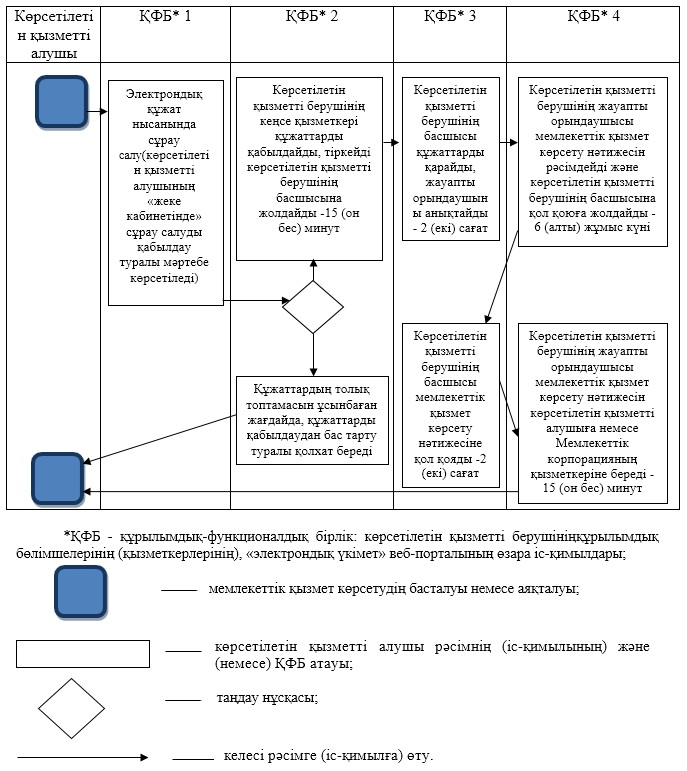 Көрсетілеті
н қызметті
алушы
ҚФБ* 1
ҚФБ* 2
ҚФБ* 3
ҚФБ* 4
Электрондық
құжат
нысанында
сұрау
салу(көрсетілеті
н қызметті
алушының
«жеке
кабинетінде»
сұрау салуды
қабылдау
туралы мәртебе
көрсетіледі)
Көрсетілетін
қызметті берушінің
кеңсе қызметкері
құжаттарды
қабылдайды, тіркейді
көрсетілетін қызметті
берушінің
басшысына
жолдайды -15 (он
бес) минут
Көрсетілетін
қызметті
берушінің
басшысы
құжаттарды
қарайды,
жауапты
орындаушын
ы анықтайды
- 2 (екі) сағат
Көрсетілетін қызметті
берушінің жауапты
орындаушысы
мемлекеттік қызмет
көрсету нәтижесін
рәсімдейді және
көрсетілетін қызметті
берушінің басшысына
қол қоюға жолдайды -
6 (алты) жұмыс күні
Құжаттардың толық
топтамасын ұсынбаған
жағдайда, құжаттарды
қабылдаудан бас тарту
туралы қолхат береді
Көрсетілетін
қызметті
берушінің
басшысы
мемлекеттік
қызмет
көрсету
нәтижесіне
қол қояды -2
(екі) сағат
Көрсетілетін қызметті
берушінің жауапты
орындаушысы
мемлекеттік қызмет
көрсету нәтижесін
көрсетілетін қызметті
алушыға немесе
Мемлекеттік
корпорацияның
қызметкеріне береді -
15 (он бес) минут
*ҚФБ - құрылымдық-функционалдық бірлік: көрсетілетін қызметті берушініңқұрылымдық
бөлімшелерінің (қызметкерлерінің), «электрондық үкімет» веб-порталының өзара іс-қимылдары;
мемлекеттік қызмет көрсетудің басталуы немесе аяқталуы;
көрсетілетін қызметті алушы рәсімнің (іс-қимылының) және
(немесе) ҚФБ атауы;
таңдау нұсқасы;
келесі рәсімге (іс-қимылға) өту.